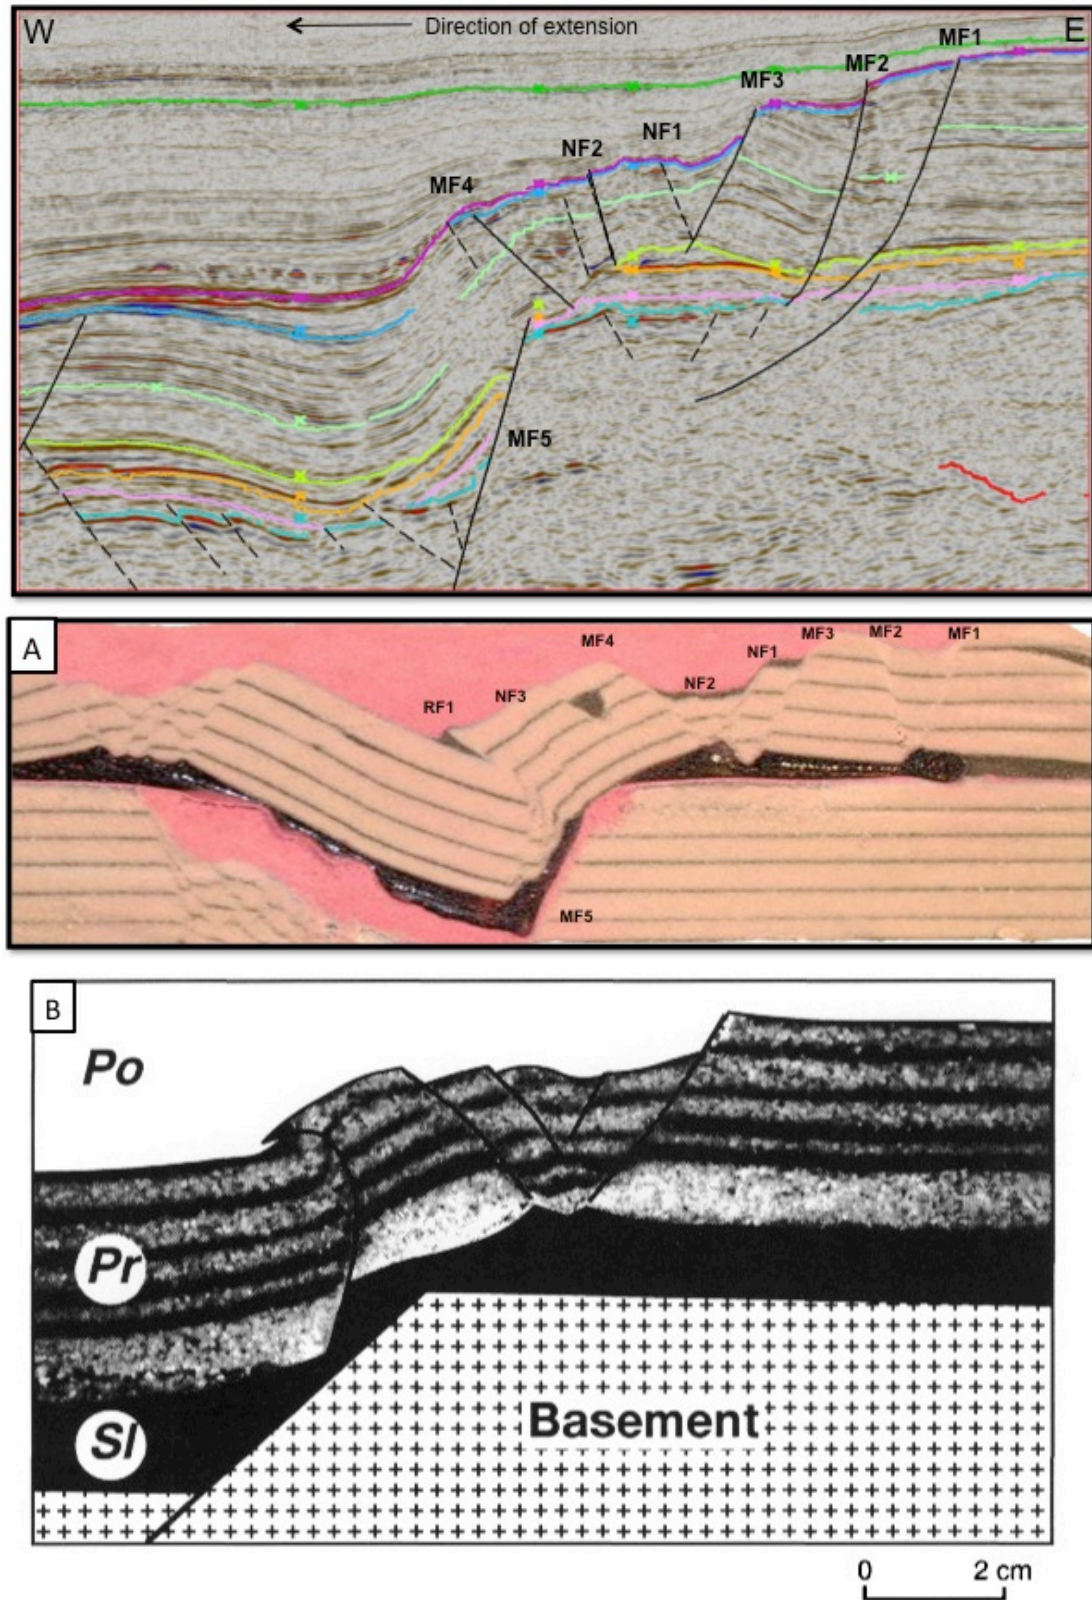 W
Direction of extension
E
MF1
MF2
MF3
NF1
NF2
MF4
MF5
A
MF4
MF3
MF2
MF1
NF1
NF2
NF3
RF1
MF5
B
Po
Pr
Sl
Basement
0 2 cm